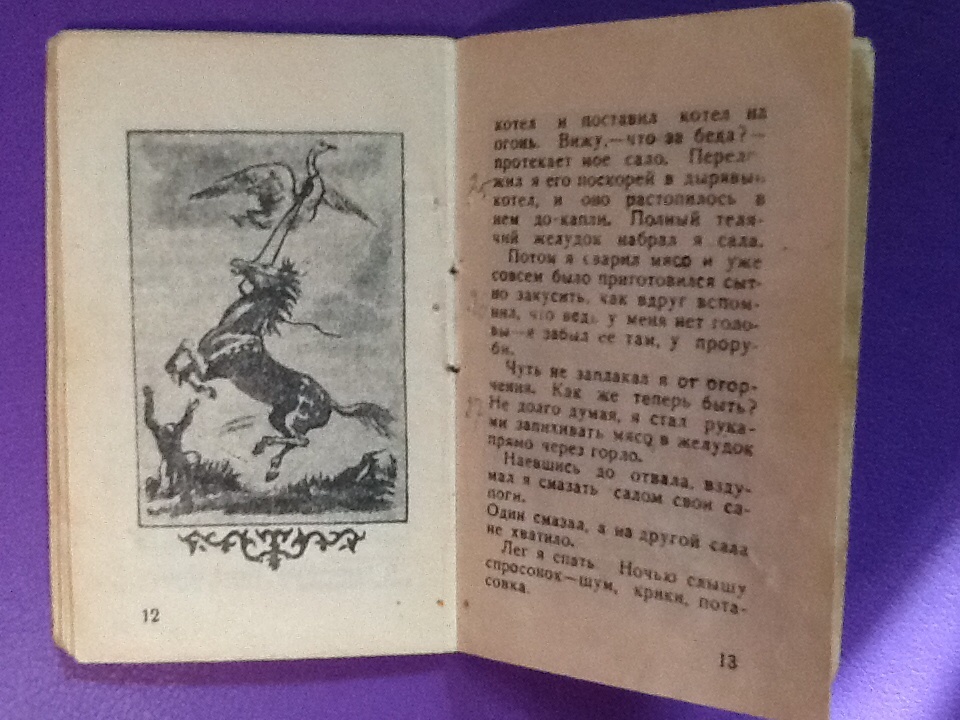 12
котел и поставил котел на
огонь. Вижу,—что за беда?—
протекает мое сало. Перело-
жил я его поскорей в дырявый
котел, и оно растопилось в
нем до-капли. Полный теля-
чий желудок набрал я сала.
Потом я сварил мясо и уже
совсем было приготовился сыт-
но закусить, как вдруг вспом-
нил, что ведь у меня нет голо-
вы—я забыл ее там, у прору-
би.
Чуть не заплакал я от огор-
чения. Как же теперь быть?
Не долго думая, я стал рука-
ми запихивать мясо в желудок
прямо через горло.
Наевшись до отвала, взду-
мал я смазать салом свои са-
поги.
Один смазал, а на другой сала
не хватило.
Лег я спать. Ночью слышу
спросонок—шум, крики, пота-
совка.
13